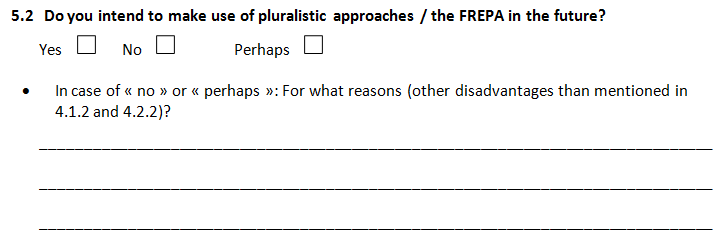 5.2 Do you intend to make use of pluralistic approaches / the FREPA in the future?
Yes ☐ No ☐ Perhaps ☐
• In case of « no » or « perhaps »: For what reasons (other disadvantages than mentioned in
4.1.2 and 4.2.2)?